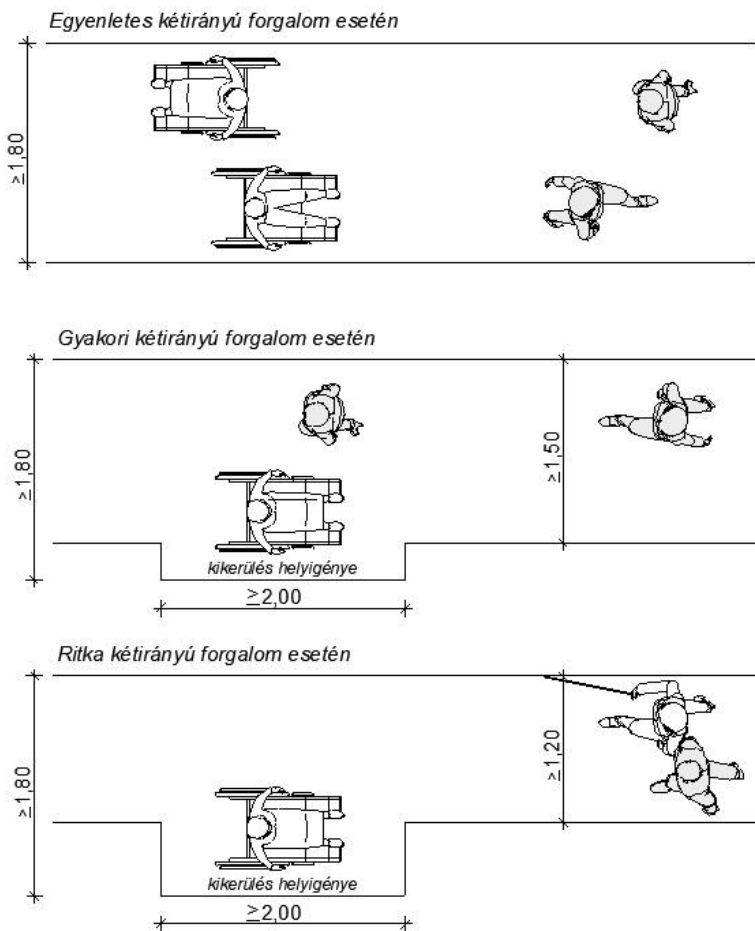 Egyenletes kétirányú forgalom esetén
≥1,80
Gyakori kétirányú forgalom esetén
≥1,80
≥1,50
kikerülés helyigénye
≥2,00
Ritka kétirányú forgalom esetén
≥1,80
≥1,20
kikerülés helyigénye
≥2,00